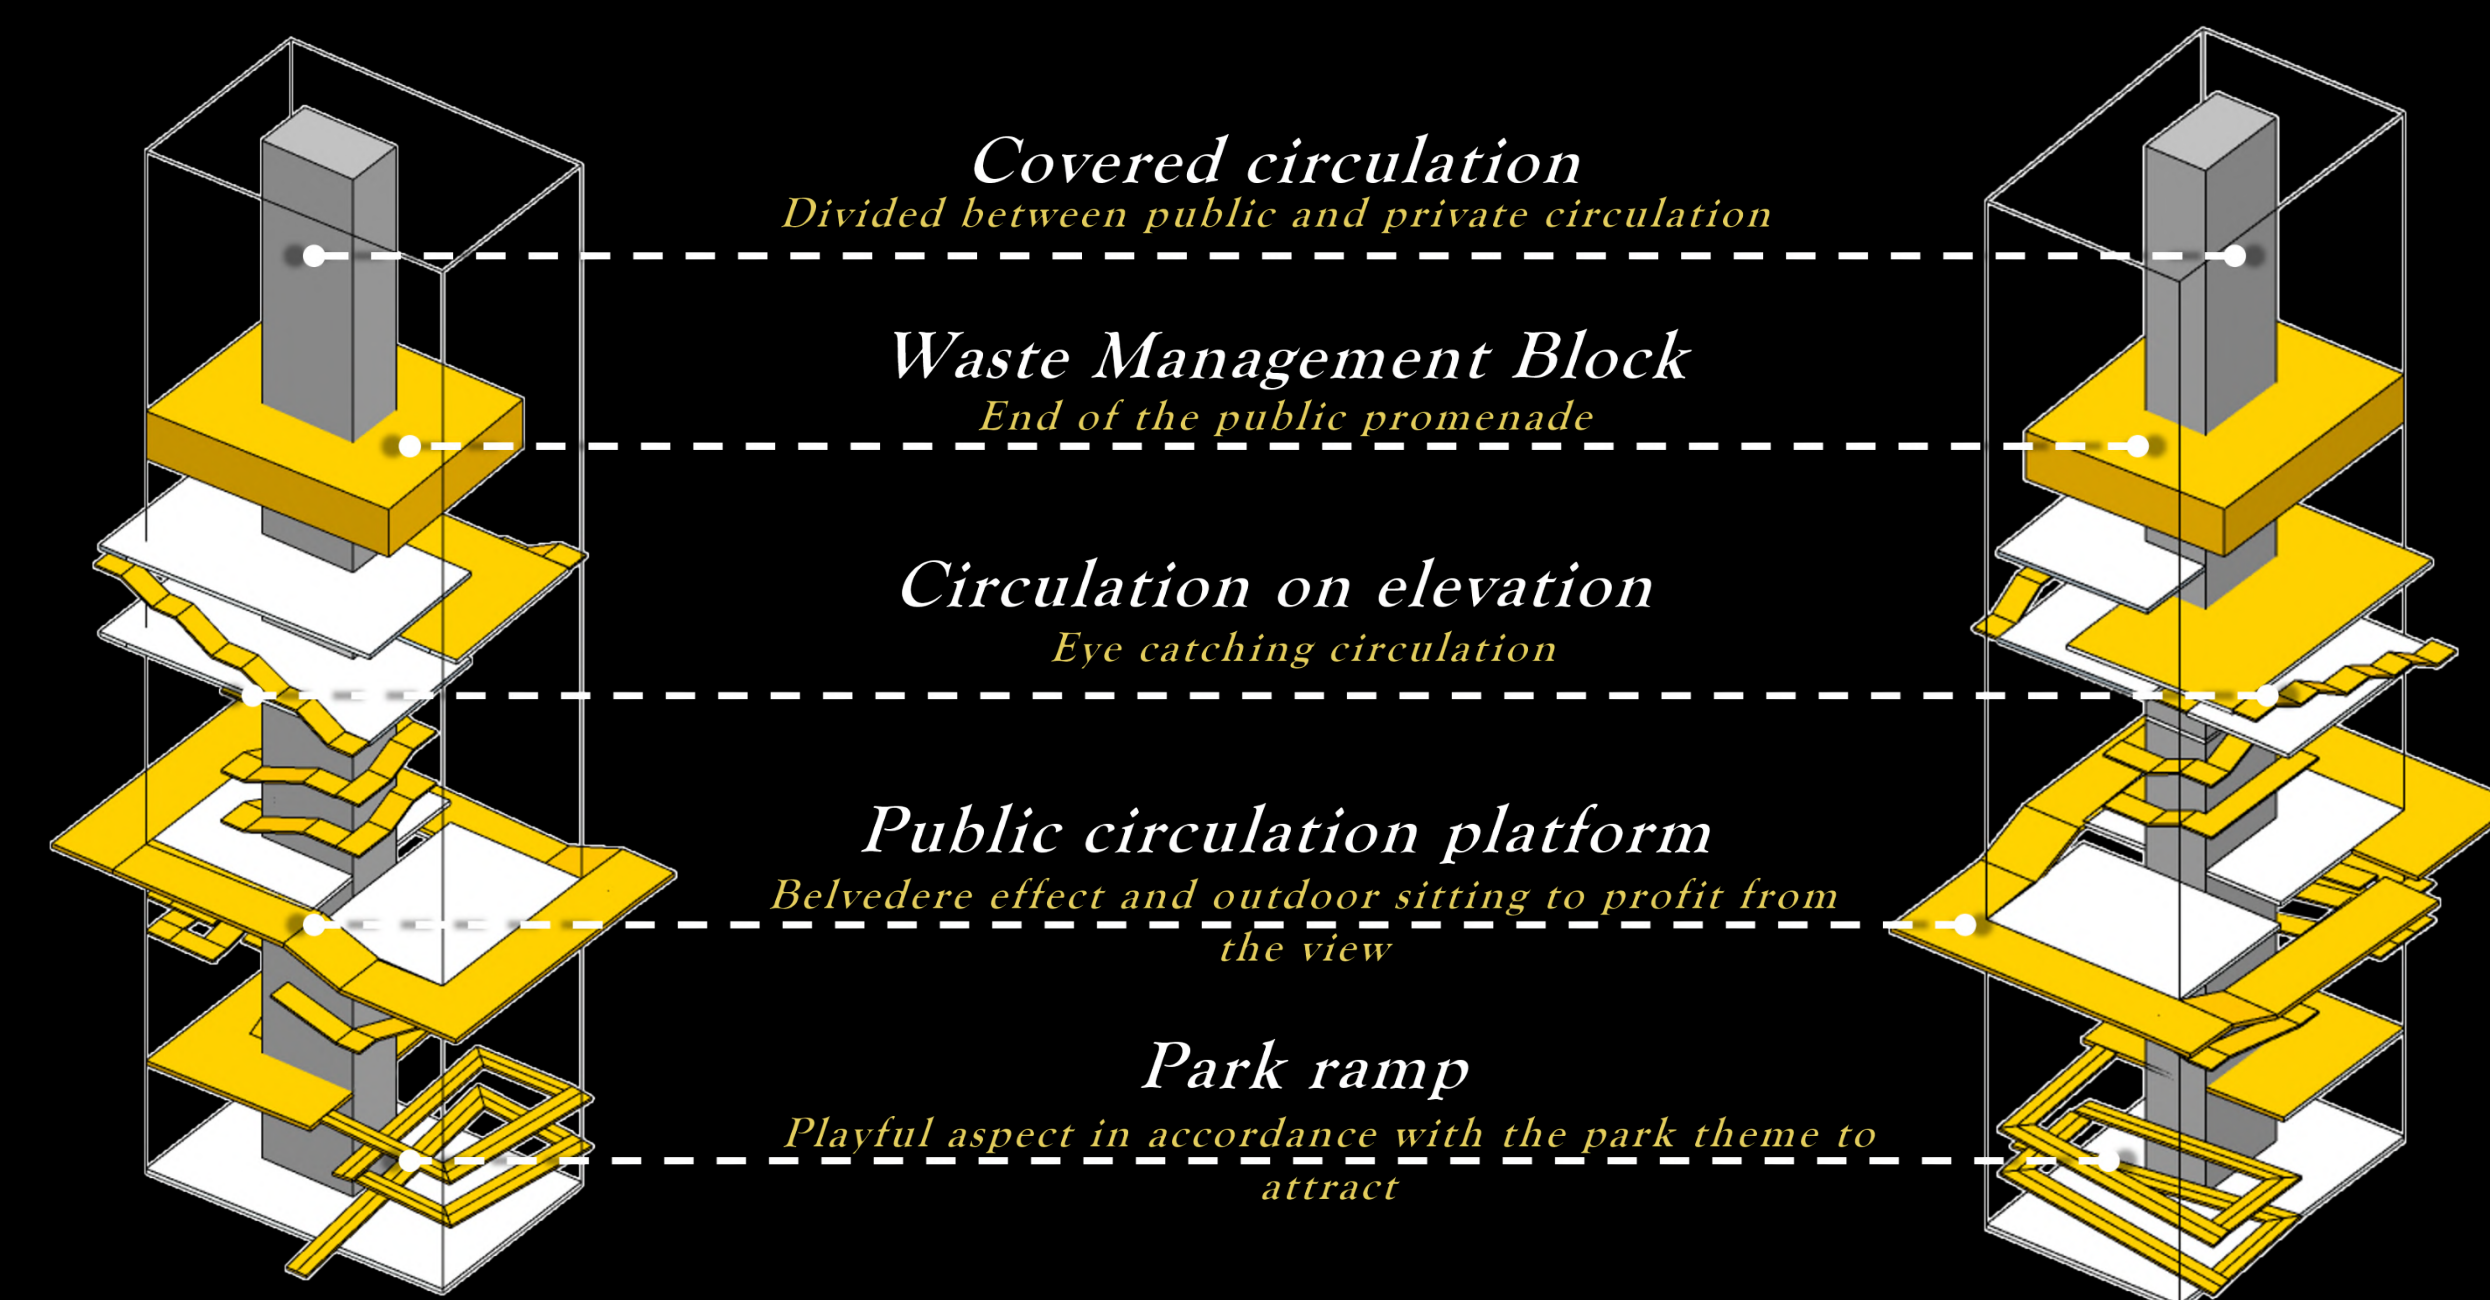 Covered circulation
Divided between public and private circulation
Waste Management Block
End of the public promenade
Circulation on elevation
Eye catching circulation
Public circulation platform
Belvedere effect and outdoor sitting to profit from
the view
Park ramp
Playful aspect in accordance with the park theme to
attract